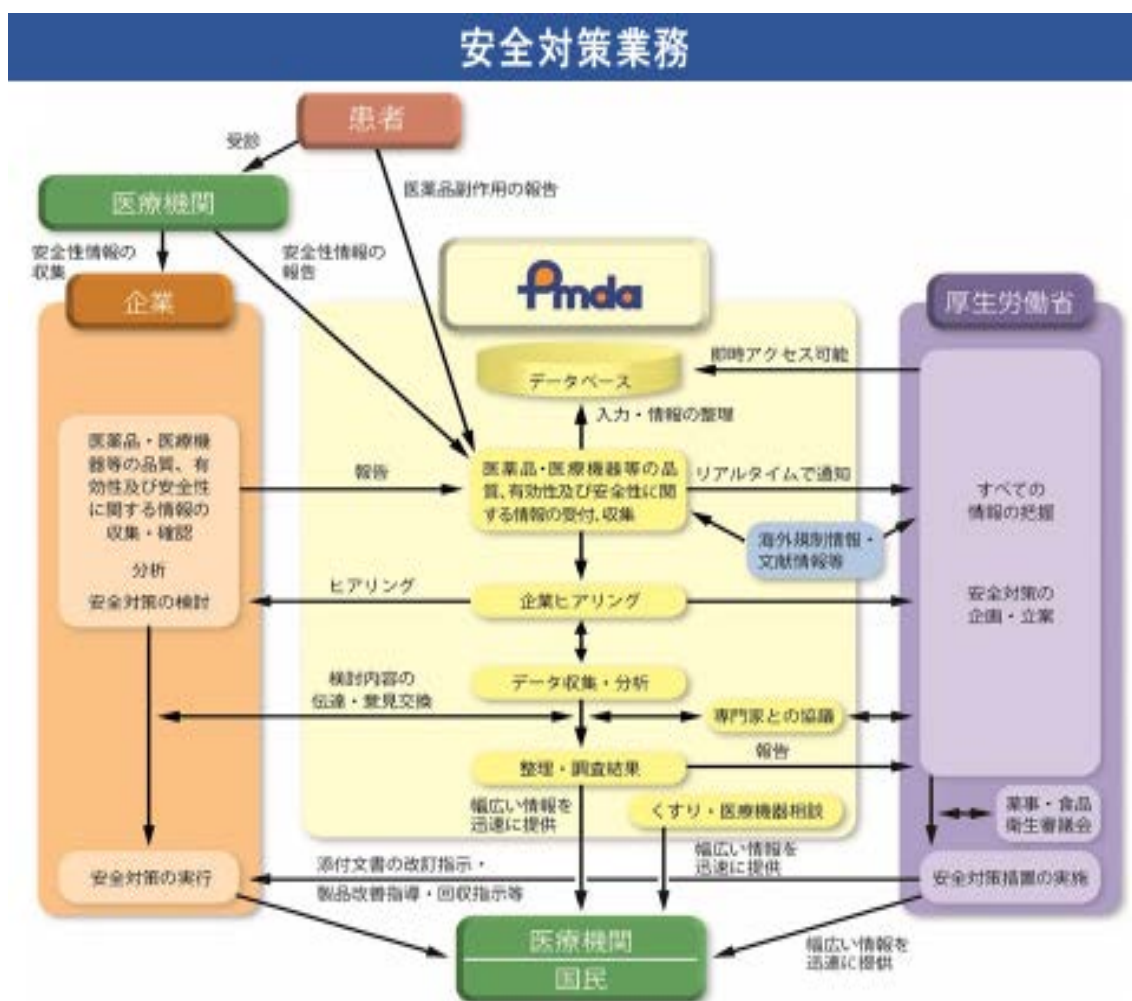 安全対策業務
患者
受診
医療機関
医薬品副作用の報告
安全性情報の
収集
安全性情報の
報告
企業
Pmda
厚生労働省
即時アクセス可能
データベース
入力・情報の整理
医薬品・医療機
器等の品質、有
効性及び安全性
に関する情報の
収集・確認
分析
安全対策の検討
報告
医薬品・医療機器等の品
質、有効性及び安全性に関
する情報の受付、収集
リアルタイムで通知
すべての
情報の把握
海外規制情報・
文献情報等
ヒアリング
企業ヒアリング
安全対策の
企画・立案
検討内容の
伝達・意見交換
データ収集・分析
専門家との協議
整理・調査結果
報告
幅広い情報を
迅速に提供
くすり・医療機器相談
薬事・食品
衛生審議会
幅広い情報を
迅速に提供
添付文書の改訂指示・
製品改善指導・回収指示等
安全対策の実行
安全対策措置の実施
医療機関
国民
幅広い情報を
迅速に提供